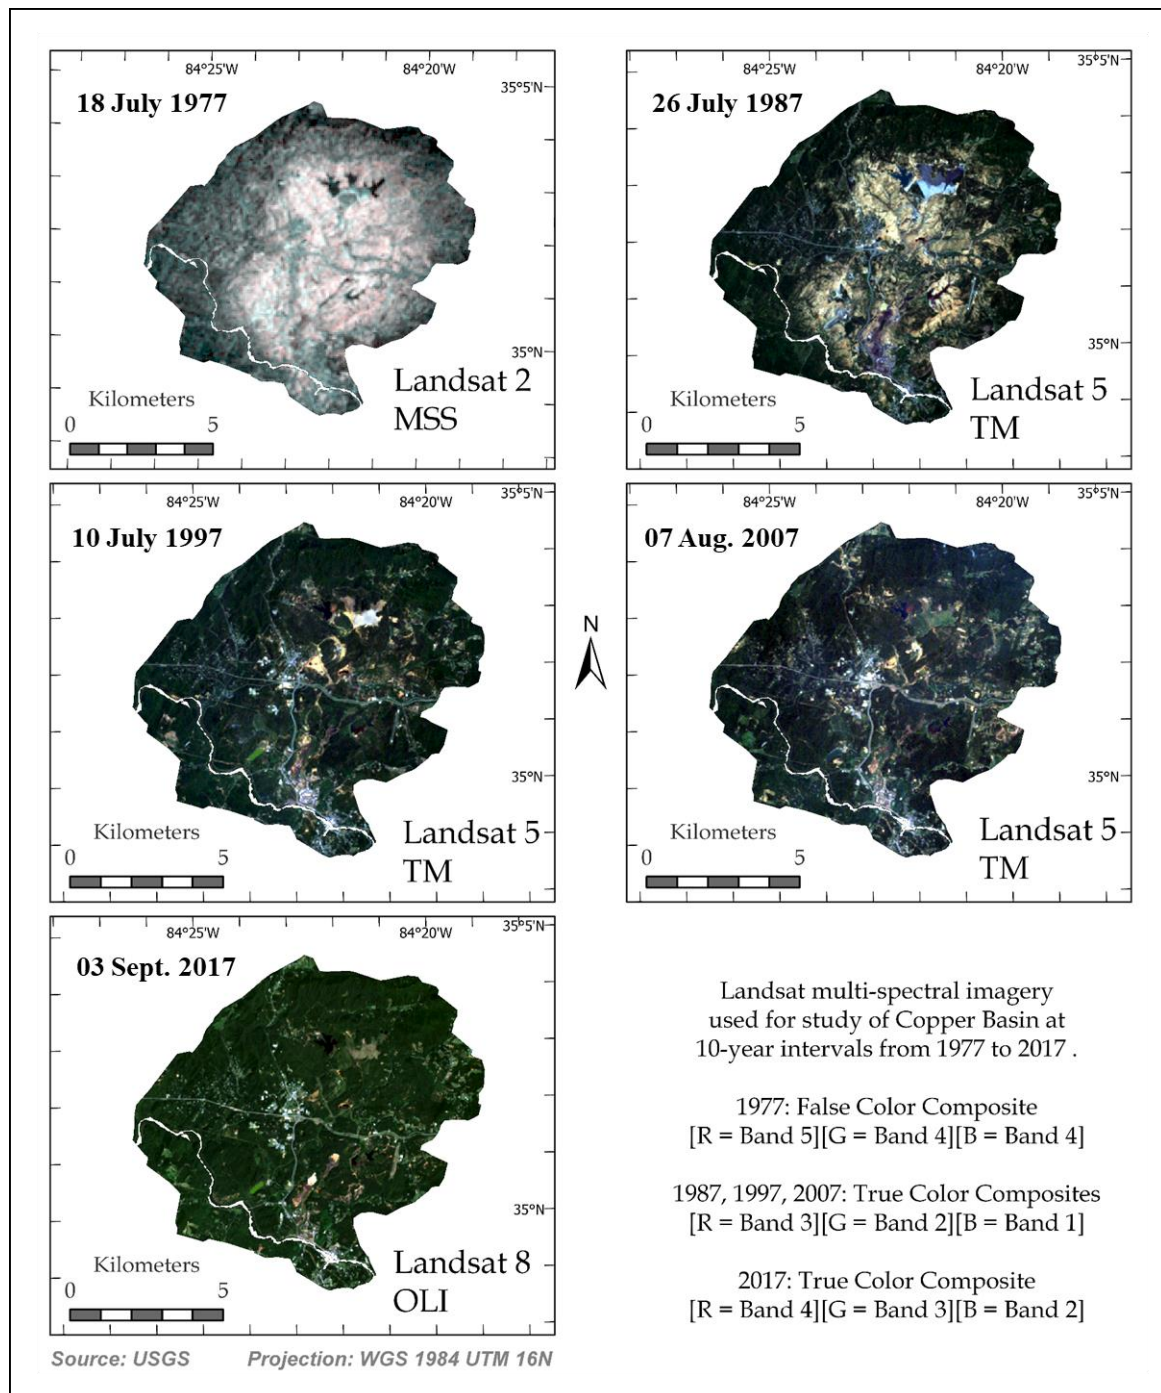 84°25'W 84°20'W
35°5'N
18 July 1977
35°N
Landsat 2
MSS
Kilometers
0 5
84°25'W 84°20'W
35°5'N
26 July 1987
35°N
Landsat 5
TM
Kilometers
0 5
84°25'W 84°20'W
35°5'N
10 July 1997
35°N
Landsat 5
TM
Kilometers
0 5
N
84°25'W 84°20'W
35°5'N
07 Aug. 2007
35°N
Landsat 5
TM
Kilometers
0 5
84°25'W 84°20'W
35°5'N
03 Sept. 2017
35°N
Landsat 8
OLI
Kilometers
0 5
Landsat multi-spectral imagery
used for study of Copper Basin at
10-year intervals from 1977 to 2017 .
1977: False Color Composite
[R = Band 5][G = Band 4][B = Band 4]
1987, 1997, 2007: True Color Composites
[R = Band 3][G = Band 2][B = Band 1]
2017: True Color Composite
[R = Band 4][G = Band 3][B = Band 2]
Source: USGS Projection: WGS 1984 UTM 16N